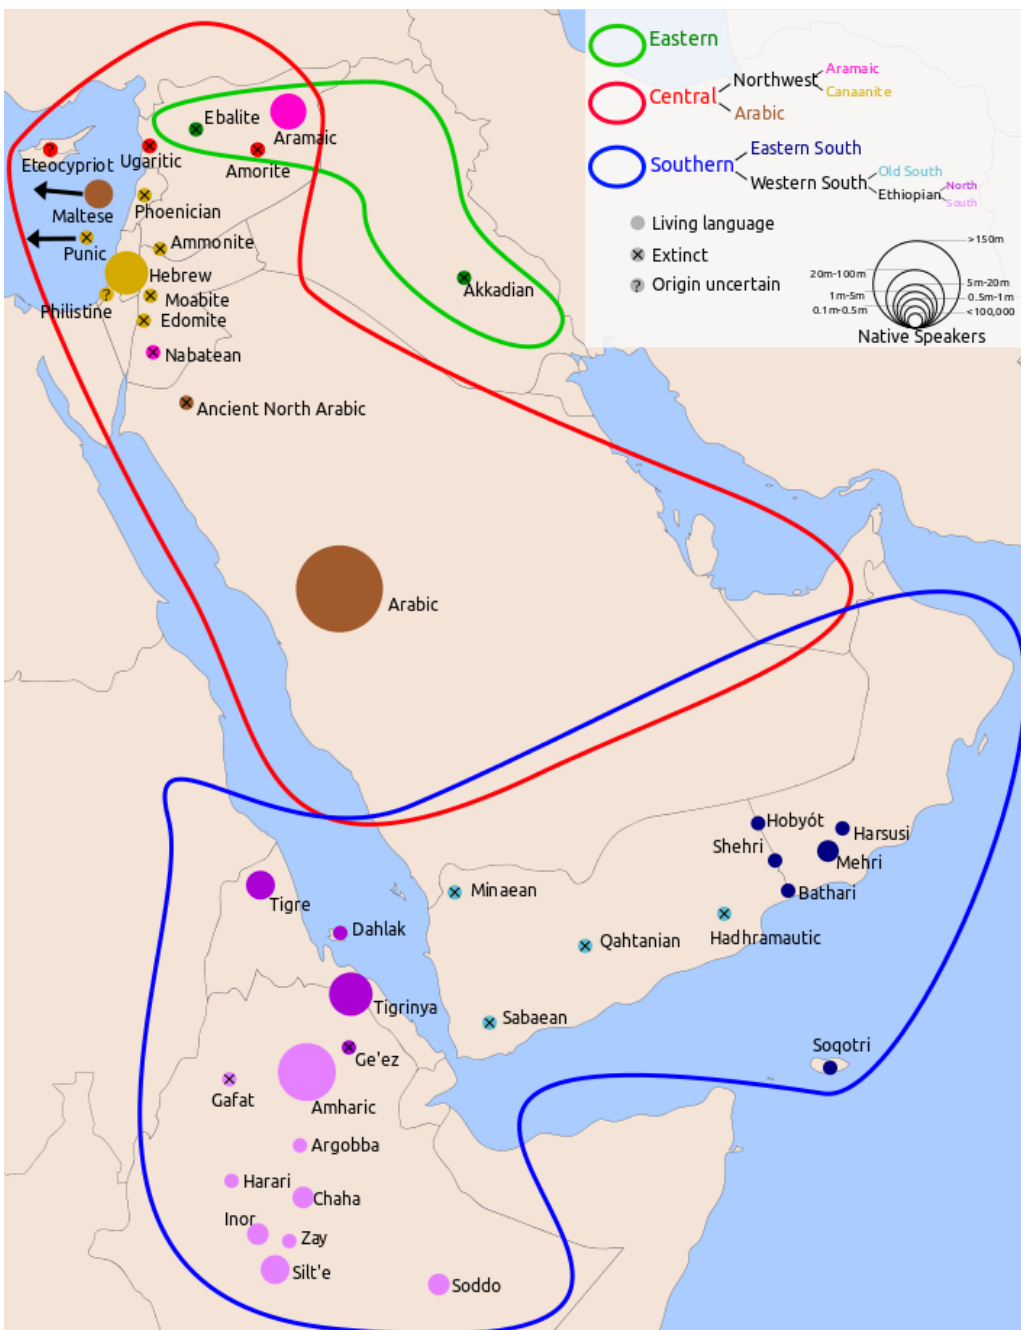 Eastern
Central
Northwest
Aramaic
Canaanite
Arabic
Southern
Eastern South
Western South
Old South
Ethiopian
North
South
Living language
Extinct
? Origin uncertain
>150m
20m-100m
5m-20m
1m-5m
0.5m-1m
0.1m-0.5m
<100,000
Native Speakers
Ebalite
Aramaic
?
Eteocypriot
Ugaritic
Amorite
Maltese
Phoenician
Punic
Ammonite
Hebrew
Akkadian
?
Philistine
Moabite
Edomite
Nabatean
Ancient North Arabic
Arabic
Hobyót
Harsusi
Shehri
Mehri
Bathari
Minaean
Tigre
Dahlak
Qahtanian
Hadhramautic
Tigrinya
Sabaean
Soqotri
Ge'ez
Gafat
Amharic
Argobba
Harari
Chaha
Inor
Zay
Silt'e
Soddo